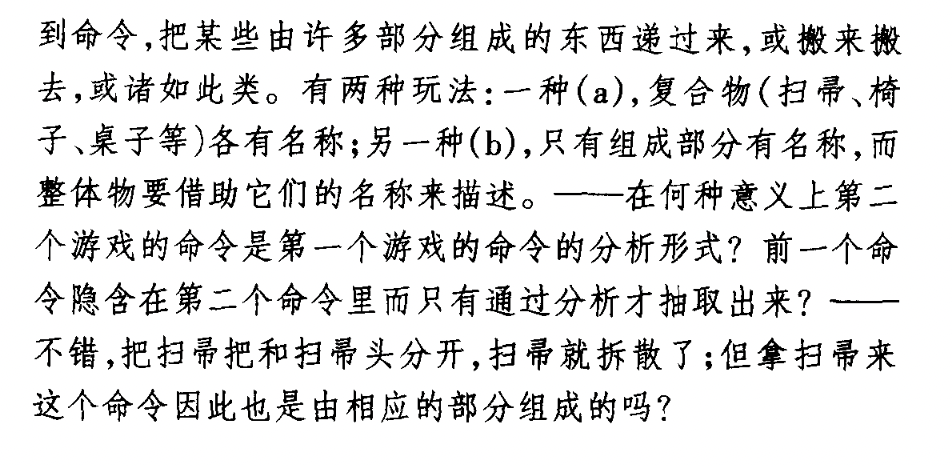 到命令,把某些由许多部分组成的东西递过来,或搬来搬
去,或诸如此类。有两种玩法:一种(a),复合物(扫帚、椅
子、桌子等)各有名称;另一种(b),只有组成部分有名称,而
整体物要借助它们的名称来描述。——在何种意义上第二
个游戏的命令是第一个游戏的命令的分析形式?前一个命
令隐含在第二个命令里而只有通过分析才抽取出来?——
不错,把扫帚把和扫帚头分开,扫帚就拆散了;但拿扫帚来
这个命令因此也是由相应的部分组成的吗?